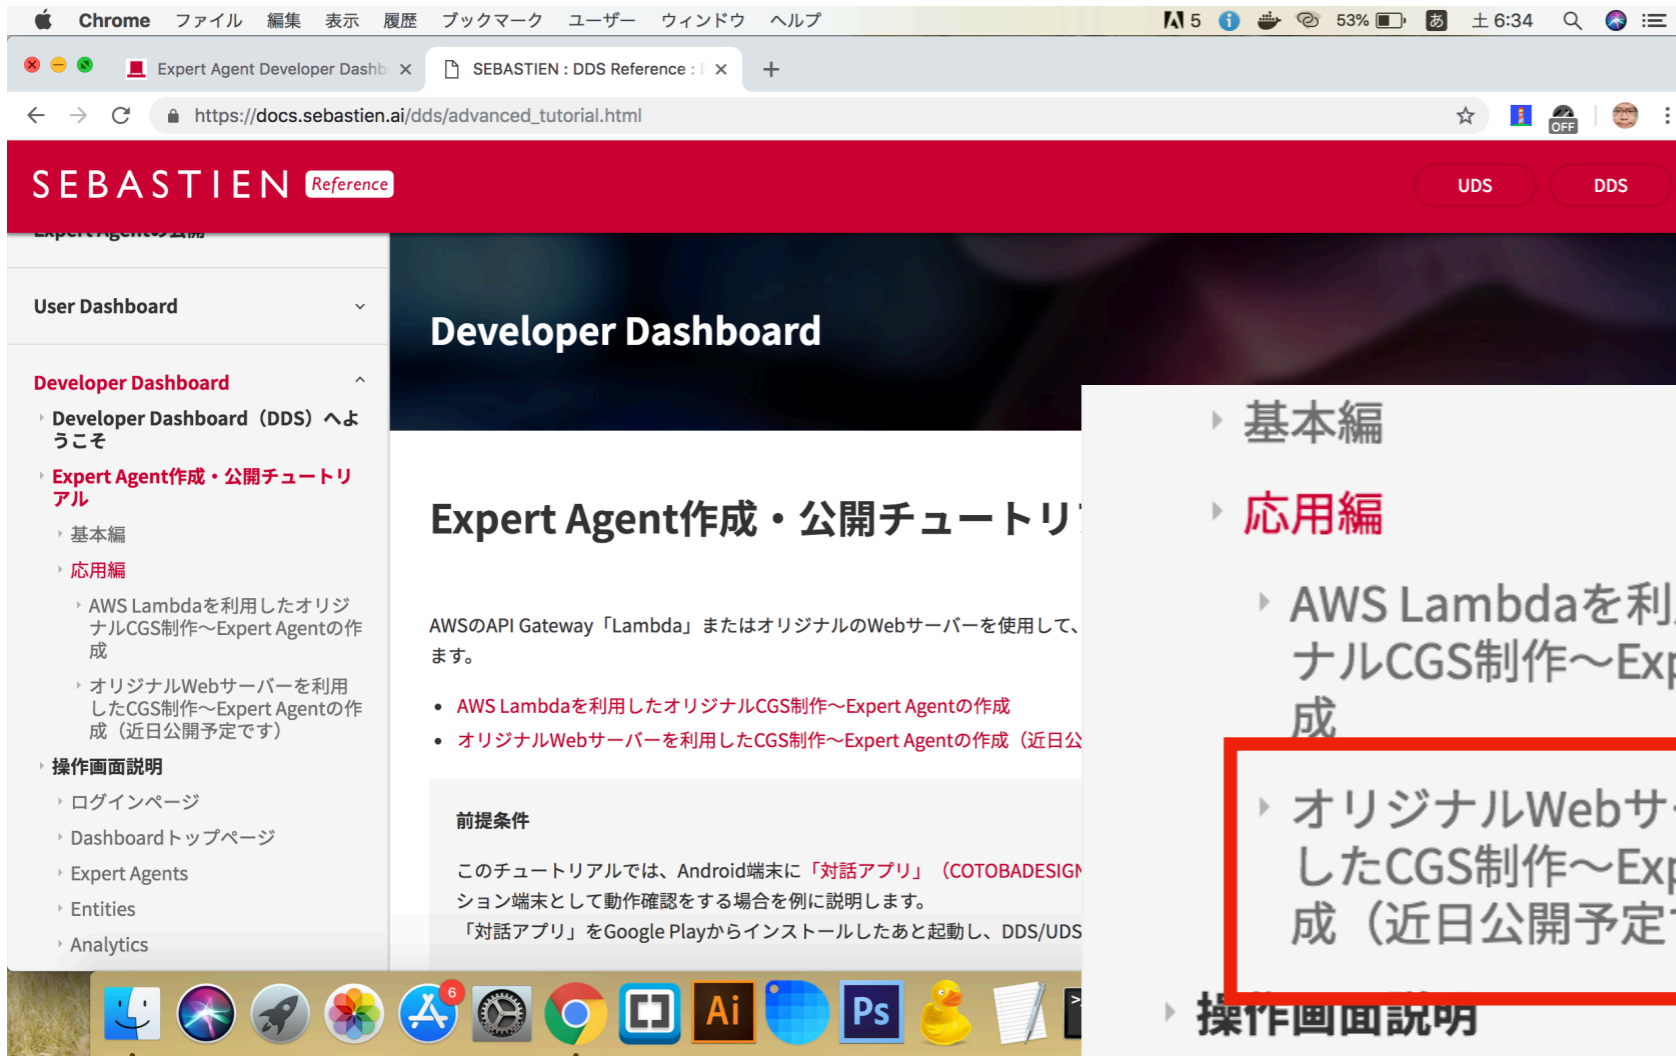 Chrome ファイル 編集 表示 履歴 ブックマーク ユーザー ウィンドウ ヘルプ 5 53% あ 土 6:34
Expert Agent Developer Dashb
SEBASTIEN : DDS Reference :
https://docs.sebastien.ai/dds/advanced_tutorial.html
OFF
SEBASTIEN Reference
UDS DDS
Expert Agentの公開
User Dashboard
Developer Dashboard
Developer Dashboard（DDS）へよ
うこそ
Expert Agent作成・公開チュートリ
アル
基本編
応用編
AWS Lambdaを利用したオリジ
ナルCGS制作～Expert Agentの作
成
オリジナルWebサーバーを利用
したCGS制作～Expert Agentの作
成（近日公開予定です）
操作画面説明
ログインページ
Dashboardトップページ
Expert Agents
Entities
Analytics
Developer Dashboard
Expert Agent作成・公開チュートリ
AWSのAPI Gateway「Lambda」またはオリジナルのWebサーバーを使用して、
ます。
AWS Lambdaを利用したオリジナルCGS制作～Expert Agentの作成
オリジナルWebサーバーを利用したCGS制作～Expert Agentの作成（近日公
前提条件
このチュートリアルでは、Android端末に「対話アプリ」（COTOBADESIGN
ション端末として動作確認をする場合を例に説明します。
「対話アプリ」をGoogle Playからインストールしたあと起動し、DDS/UDS
基本編
応用編
AWS Lambdaを利
ナルCGS制作～Exp
成
オリジナルWebサ
したCGS制作～Exp
成（近日公開予定
操作画面説明
6
Ai
Ps